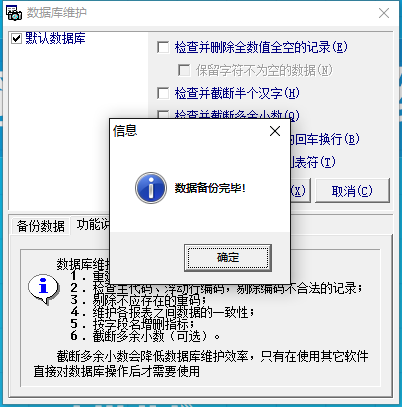 数据库维护
默认数据库
检查并删除全数值全空的记录(E)
保留字符不为空的数据(N)
检查并截断半个汉字(H)
检查并截断多余小数(O)
的回车换行(B)
列表符(T)
信息
数据备份完毕!
确定
(X)
取消(C)
备份数据
功能说
数据库维护
1．重
2．检查主代码、浮动行编码，剔除编码不合法的记录；
3．剔除不应存在的重码；
4．维护各报表之间数据的一致性；
5．按字段名增删指标；
6．截断多余小数（可选）。
截断多余小数会降低数据库维护效率，只有在使用其它软件
直接对数据库操作后才需要使用